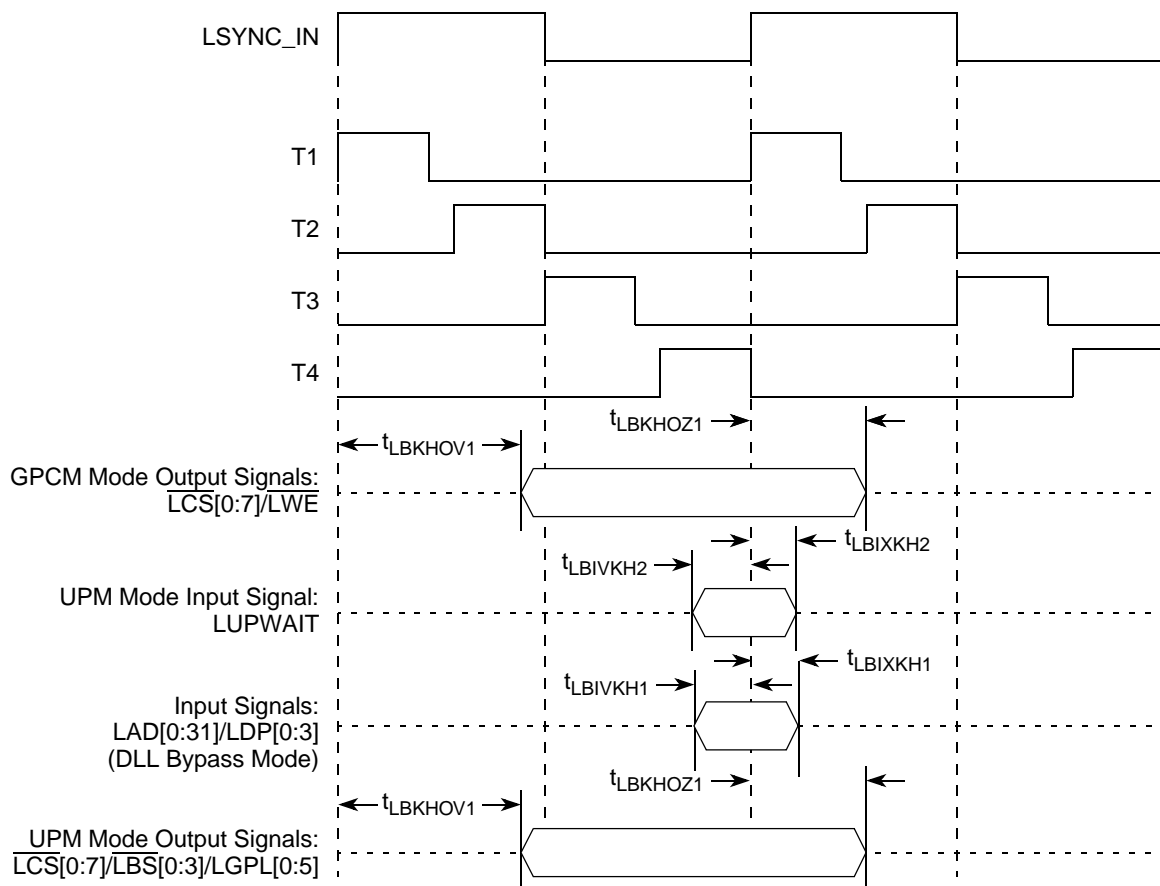 LSYNC_IN
T1
T2
T3
T4
tLBKHOZ1
tLBKHOV1
GPCM Mode Output Signals:
LCS[0:7]/LWE
tLBIXKH2
tLBIVKH2
UPM Mode Input Signal:
LUPWAIT
tLBIXKH1
tLBIVKH1
Input Signals:
LAD[0:31]/LDP[0:3]
(DLL Bypass Mode)
tLBKHOZ1
tLBKHOV1
UPM Mode Output Signals:
LCS[0:7]/LBS[0:3]/LGPL[0:5]